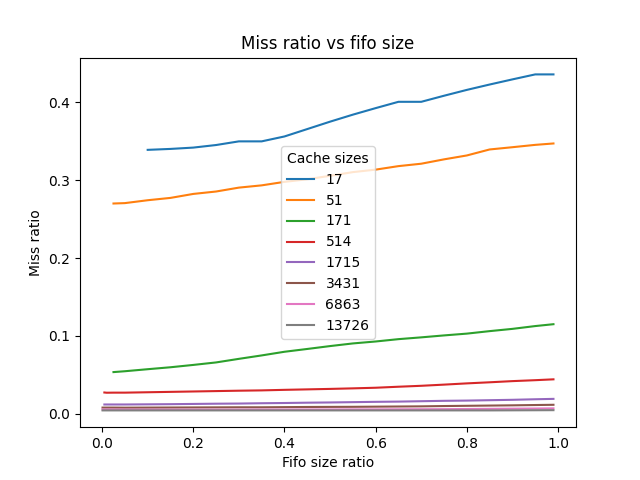 Miss ratio vs fifo size
0.4
0.3
0.2
0.1
0.0
Miss ratio
Cache sizes
17
51
171
514
1715
3431
6863
13726
0.0 0.2 0.4 0.6 0.8 1.0
Fifo size ratio